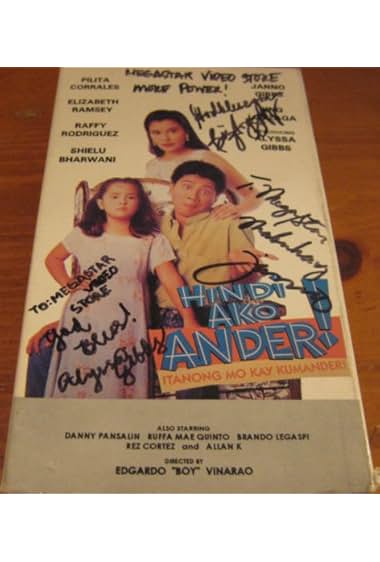 PILITA
CORRALES
ELIZABETH
RAMSEY
RAFFY
RODRIGUEZ
SHIELU
BHARWANI
MEGASTAR VIDEO STORE
MORE POWER!
JANNO
GIBBS
ALYSSA
GIBBS
TO: MEGASTAR
VIDEO
STORE
God
bless!
Alyssa
Gibbs
HINDI
AKO
ANDER!
ITANONG MO KAY KUMANDER!
ALSO STARRING
DANNY PANSALIN RUFFA MAE QUINTO BRANDO LEGASPI
REZ CORTEZ and ALLAN K
DIRECTED BY
EDGARDO "BOY" VINARAO